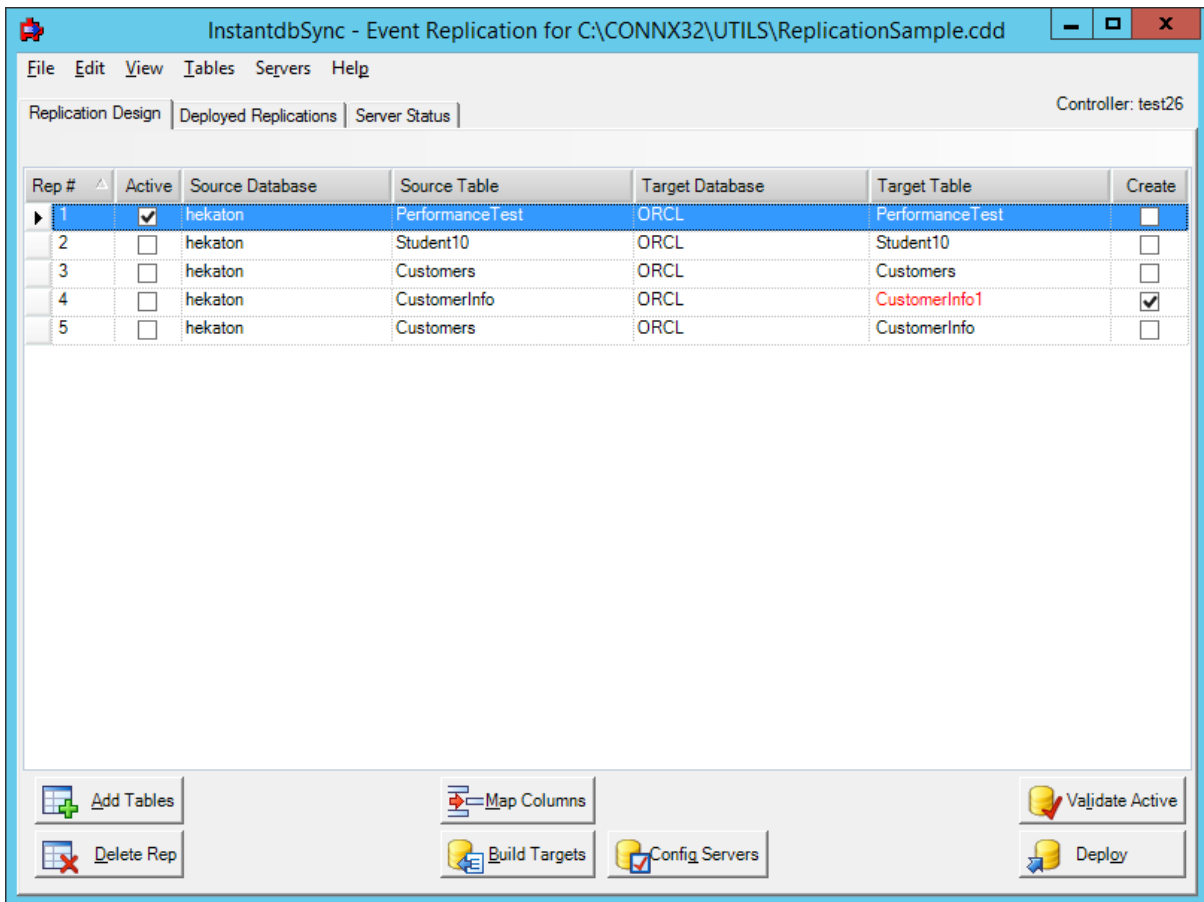 InstantdbSync - Event Replication for C:\CONNX32\UTILS\ReplicationSample.cdd
File Edit View Tables Servers Help
Controller: test26
Replication Design Deployed Replications Server Status
Rep # Active Source Database Source Table Target Database Target Table Create
1 hekaton PerformanceTest ORCL PerformanceTest
2 hekaton Student10 ORCL Student10
3 hekaton Customers ORCL Customers
4 hekaton CustomerInfo ORCL CustomerInfo1
5 hekaton Customers ORCL CustomerInfo
Add Tables Map Columns Validate Active
Delete Rep Build Targets Config Servers Deploy